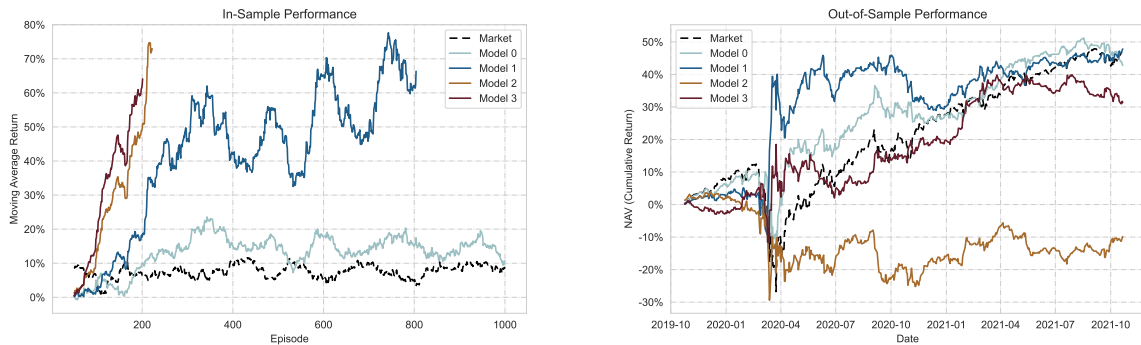 In-Sample Performance
Moving Average Return
80%
70%
60%
50%
40%
30%
20%
10%
0%
Market
Model 0
Model 1
Model 2
Model 3
200
400
600
800
1000
Episode
Out-of-Sample Performance
NAV (Cumulative Return)
50%
40%
30%
20%
10%
0%
-10%
-20%
-30%
Market
Model 0
Model 1
Model 2
Model 3
2019-10
2020-01
2020-04
2020-07
2020-10
2021-01
2021-04
2021-07
2021-10
Date